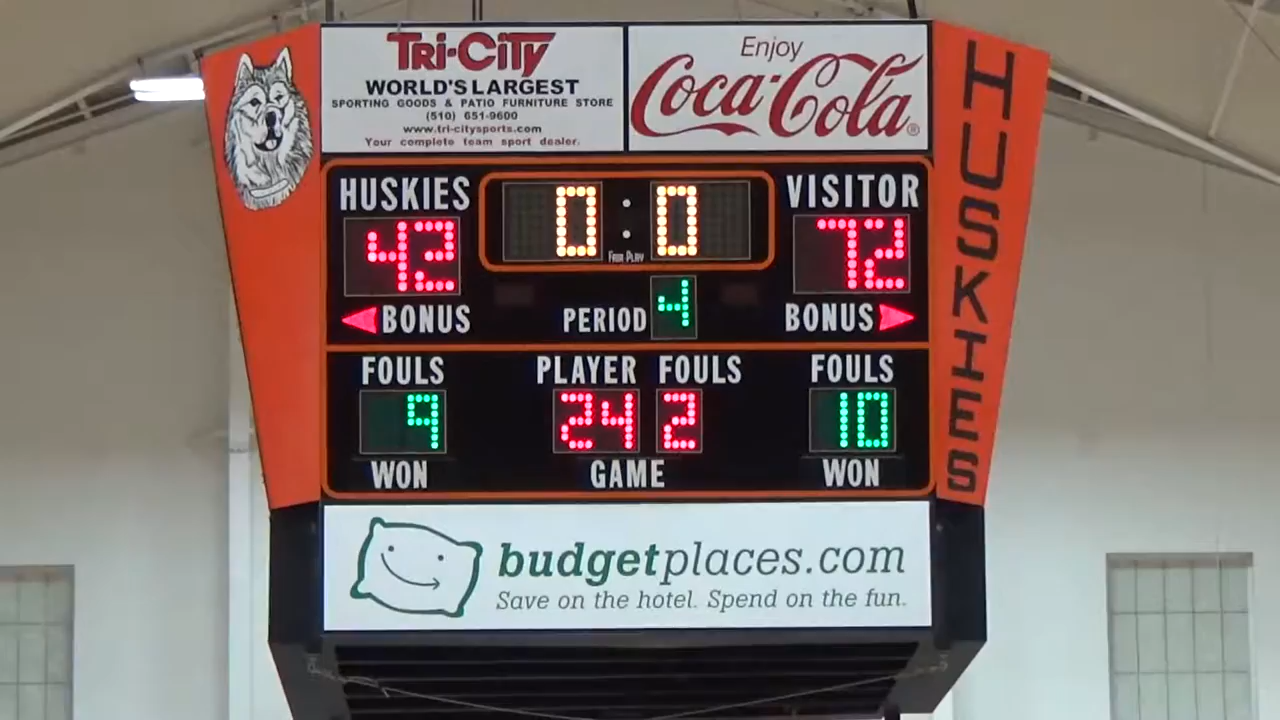 TRI-CITY
WORLD'S LARGEST
SPORTING GOODS & PATIO FURNITURE STORE
(510) 651-9600
www.tri-citysports.com
Your complete team sport dealer.
Enjoy
Coca-Cola®
HUSKIES
HUSKIES
42
0:0
FAIR-PLAY
VISITOR
72
BONUS
PERIOD 4
BONUS
FOULS
9
WON
PLAYER FOULS
24 2
GAME
FOULS
10
WON
budgetplaces.com
Save on the hotel. Spend on the fun.